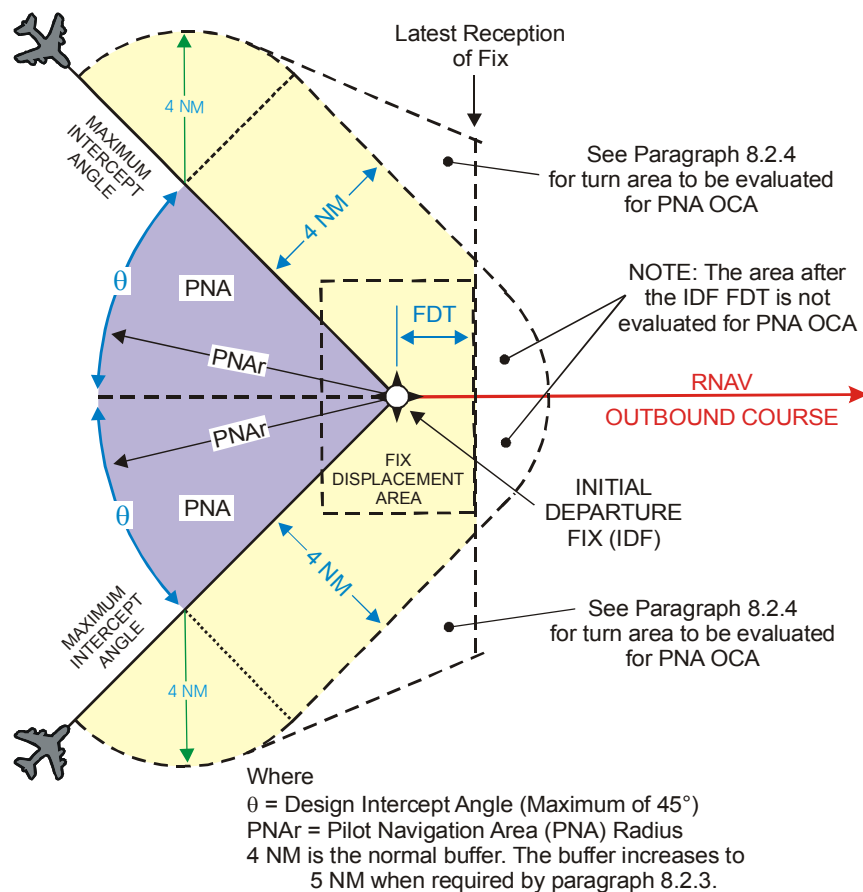 Latest Reception
of Fix
4 NM
MAXIMUM
INTERCEPT
ANGLE
See Paragraph 8.2.4
for turn area to be evaluated
for PNA OCA
4 NM
θ
PNA
NOTE: The area after
the IDF FDT is not
evaluated for PNA OCA
FDT
PNAr
RNAV
OUTBOUND COURSE
PNAr
FIX
DISPLACEMENT
AREA
PNA
INITIAL
DEPARTURE
FIX (IDF)
θ
4 NM
MAXIMUM
INTERCEPT
ANGLE
See Paragraph 8.2.4
for turn area to be evaluated
for PNA OCA
4 NM
Where
θ = Design Intercept Angle (Maximum of 45°)
PNAr = Pilot Navigation Area (PNA) Radius
4 NM is the normal buffer. The buffer increases to
5 NM when required by paragraph 8.2.3.